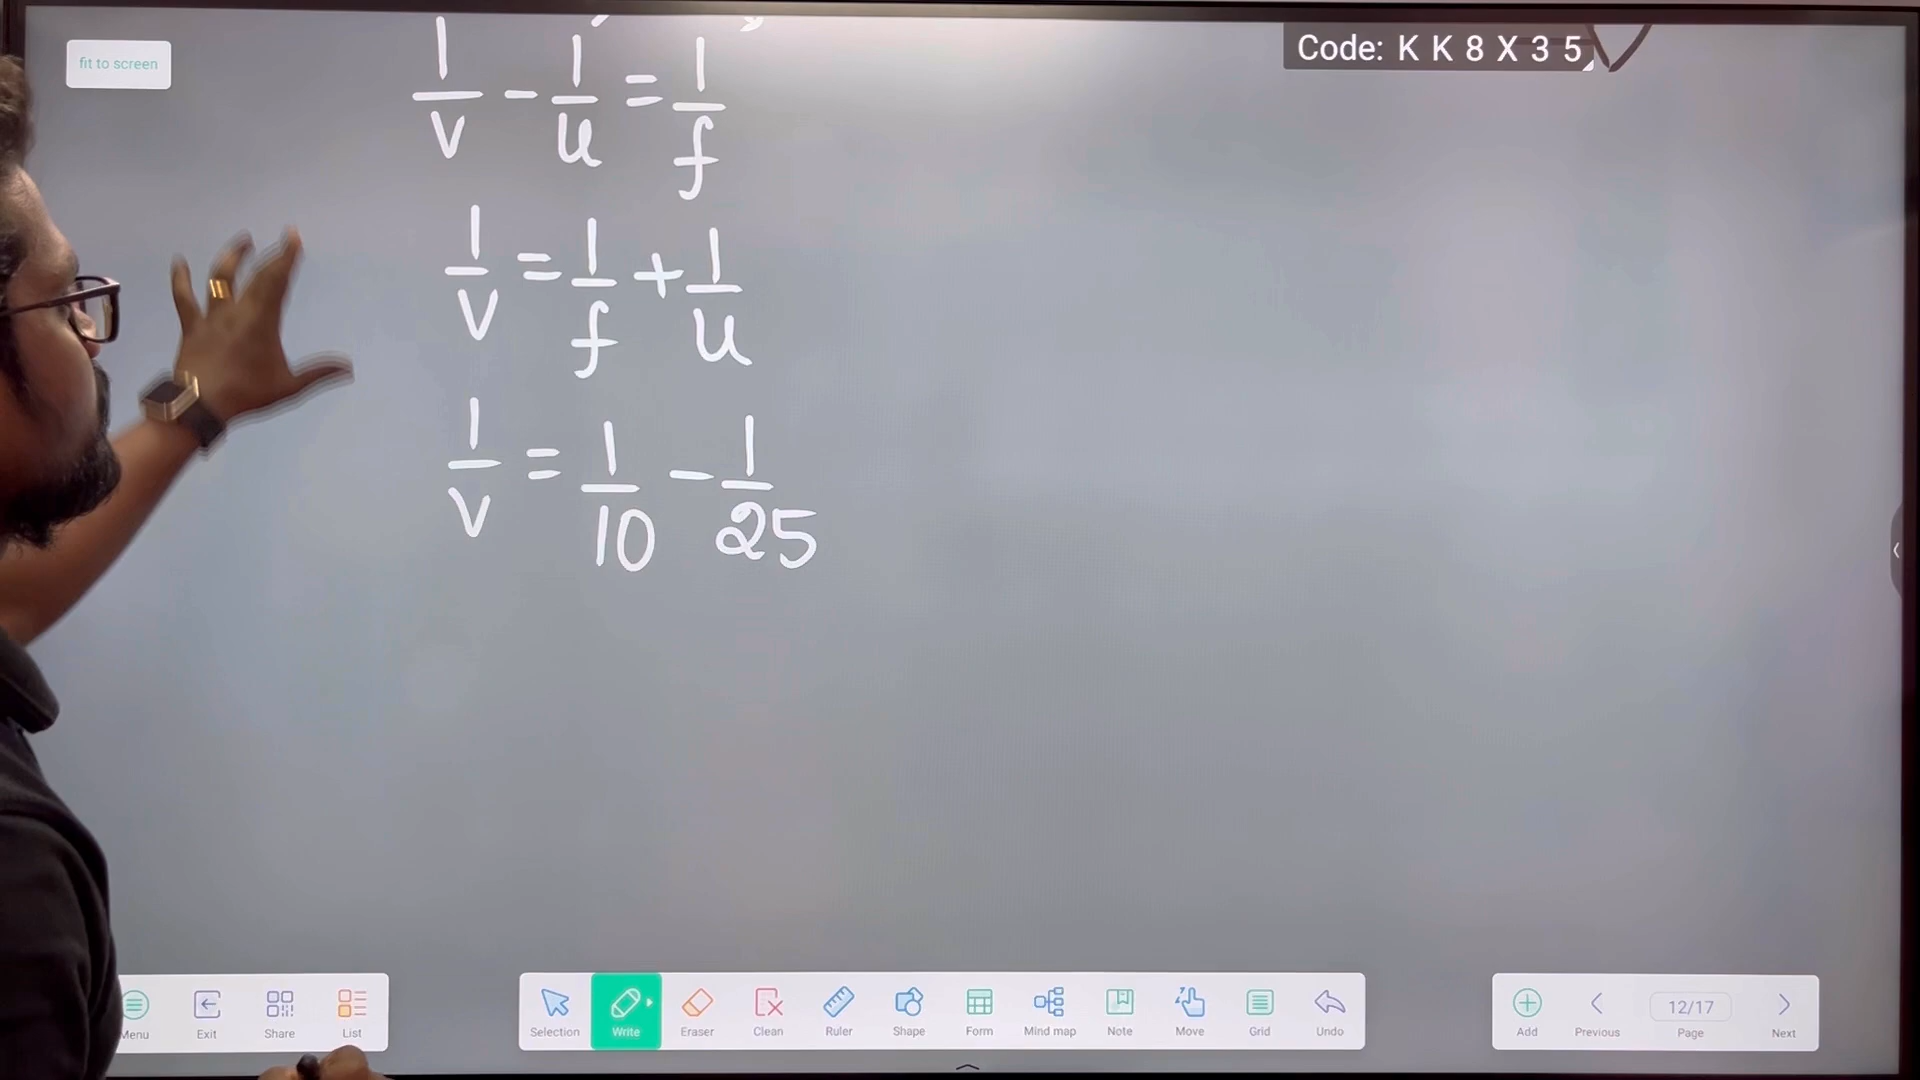 fit to screen
Code: K K 8 X 3 5
1/v - 1/u = 1/f
1/v = 1/f + 1/u
1/v = 1/10 - 1/25
Menu Exit Share List
Selection Write Eraser Clean Ruler Shape Form Mind map Note Move Grid Undo
Add Previous 12/17 Page Next